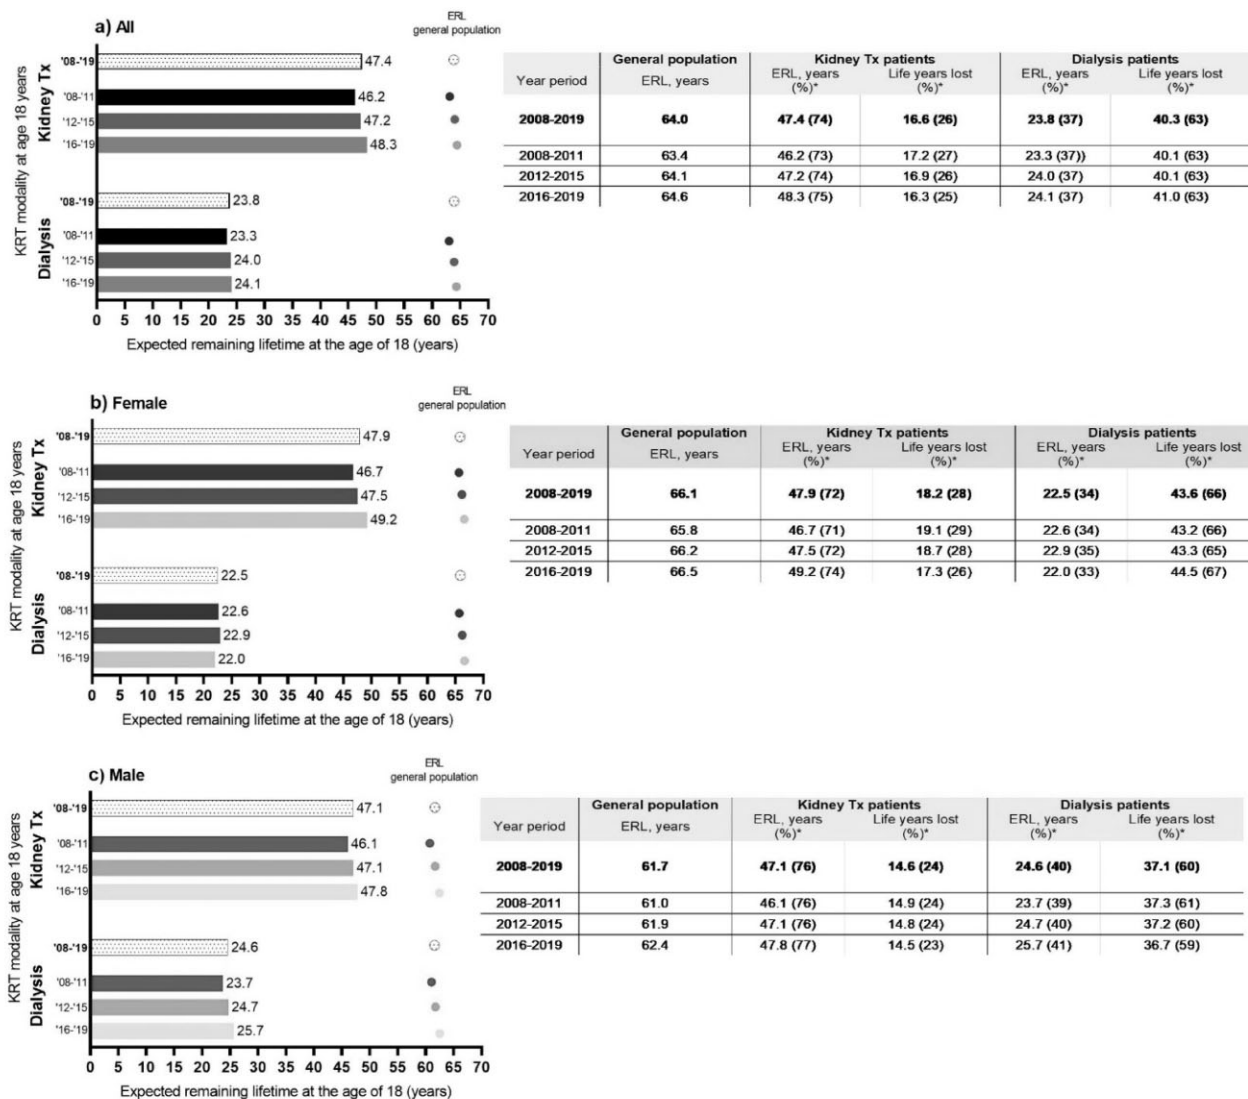 a) All
ERL
general population
KRT modality at age 18 years
Kidney Tx
'08-'19 47.4
'08-'11 46.2
'12-'15 47.2
'16-'19 48.3
Dialysis
'08-'19 23.8
'08-'11 23.3
'12-'15 24.0
'16-'19 24.1
0 5 10 15 20 25 30 35 40 45 50 55 60 65 70
Expected remaining lifetime at the age of 18 (years)
General population Kidney Tx patients Dialysis patients
Year period ERL, years ERL, years (%)* Life years lost (%)* ERL, years (%)* Life years lost (%)*
2008-2019 64.0 47.4 (74) 16.6 (26) 23.8 (37) 40.3 (63)
2008-2011 63.4 46.2 (73) 17.2 (27) 23.3 (37)) 40.1 (63)
2012-2015 64.1 47.2 (74) 16.9 (26) 24.0 (37) 40.1 (63)
2016-2019 64.6 48.3 (75) 16.3 (25) 24.1 (37) 41.0 (63)
b) Female
ERL
general population
KRT modality at age 18 years
Kidney Tx
'08-'19 47.9
'08-'11 46.7
'12-'15 47.5
'16-'19 49.2
Dialysis
'08-'19 22.5
'08-'11 22.6
'12-'15 22.9
'16-'19 22.0
0 5 10 15 20 25 30 35 40 45 50 55 60 65 70
Expected remaining lifetime at the age of 18 (years)
General population Kidney Tx patients Dialysis patients
Year period ERL, years ERL, years (%)* Life years lost (%)* ERL, years (%)* Life years lost (%)*
2008-2019 66.1 47.9 (72) 18.2 (28) 22.5 (34) 43.6 (66)
2008-2011 65.8 46.7 (71) 19.1 (29) 22.6 (34) 43.2 (66)
2012-2015 66.2 47.5 (72) 18.7 (28) 22.9 (35) 43.3 (65)
2016-2019 66.5 49.2 (74) 17.3 (26) 22.0 (33) 44.5 (67)
c) Male
ERL
general population
KRT modality at age 18 years
Kidney Tx
'08-'19 47.1
'08-'11 46.1
'12-'15 47.1
'16-'19 47.8
Dialysis
'08-'19 24.6
'08-'11 23.7
'12-'15 24.7
'16-'19 25.7
0 5 10 15 20 25 30 35 40 45 50 55 60 65 70
Expected remaining lifetime at the age of 18 (years)
General population Kidney Tx patients Dialysis patients
Year period ERL, years ERL, years (%)* Life years lost (%)* ERL, years (%)* Life years lost (%)*
2008-2019 61.7 47.1 (76) 14.6 (24) 24.6 (40) 37.1 (60)
2008-2011 61.0 46.1 (76) 14.9 (24) 23.7 (39) 37.3 (61)
2012-2015 61.9 47.1 (76) 14.8 (24) 24.7 (40) 37.2 (60)
2016-2019 62.4 47.8 (77) 14.5 (23) 25.7 (41) 36.7 (59)